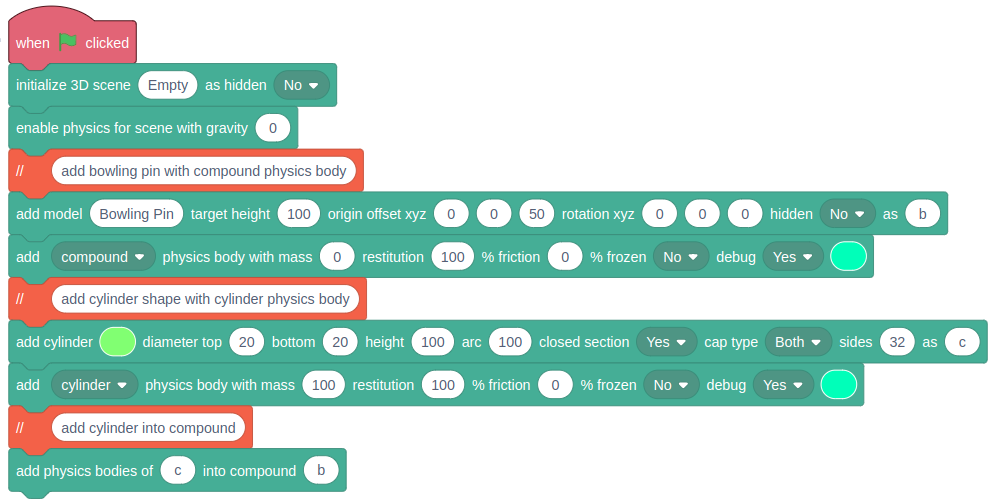 when clicked
initialize 3D scene Empty as hidden No
enable physics for scene with gravity 0
// add bowling pin with compound physics body
add model Bowling Pin target height 100 origin offset xyz 0 0 50 rotation xyz 0 0 0 hidden No as b
add compound physics body with mass 0 restitution 100 % friction 0 % frozen No debug Yes
// add cylinder shape with cylinder physics body
add cylinder diameter top 20 bottom 20 height 100 arc 100 closed section Yes cap type Both sides 32 as c
add cylinder physics body with mass 100 restitution 100 % friction 0 % frozen No debug Yes
// add cylinder into compound
add physics bodies of c into compound b